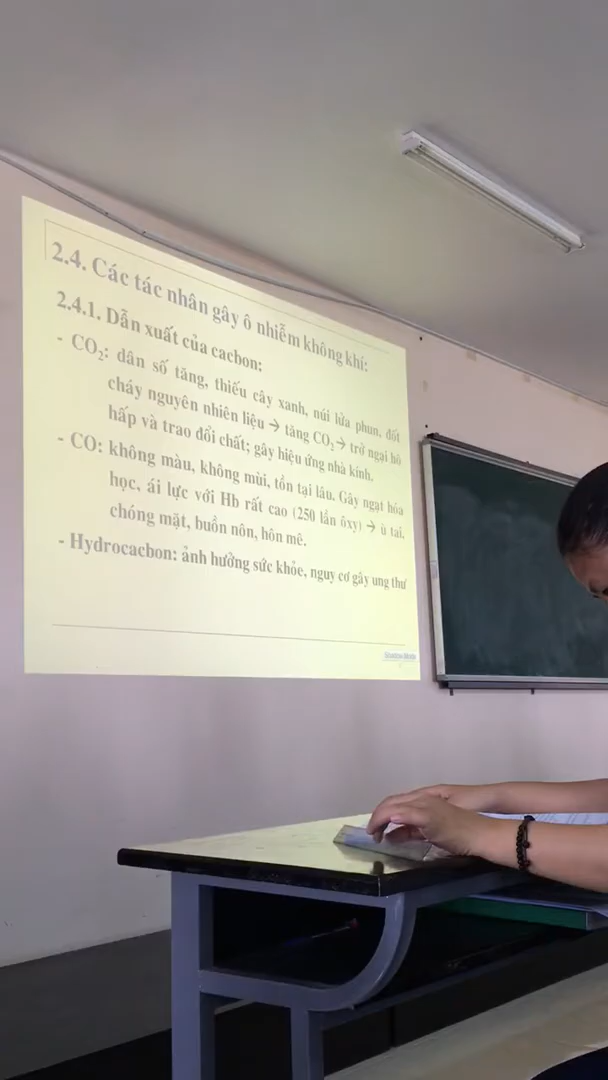 2.4. Các tác nhân gây ô nhiễm không khí:
2.4.1. Dẫn xuất của cacbon:
- CO₂: dân số tăng, thiếu cây xanh, núi lửa phun, đốt
cháy nguyên nhiên liệu → tăng CO₂→ trở ngại hô
hấp và trao đổi chất; gây hiệu ứng nhà kính.
- CO: không màu, không mùi, tồn tại lâu. Gây ngạt hóa
học, ái lực với Hb rất cao (250 lần ôxy) → ù tai,
chóng mặt, buồn nôn, hôn mê.
- Hydrocacbon: ảnh hưởng sức khỏe, nguy cơ gây ung thư